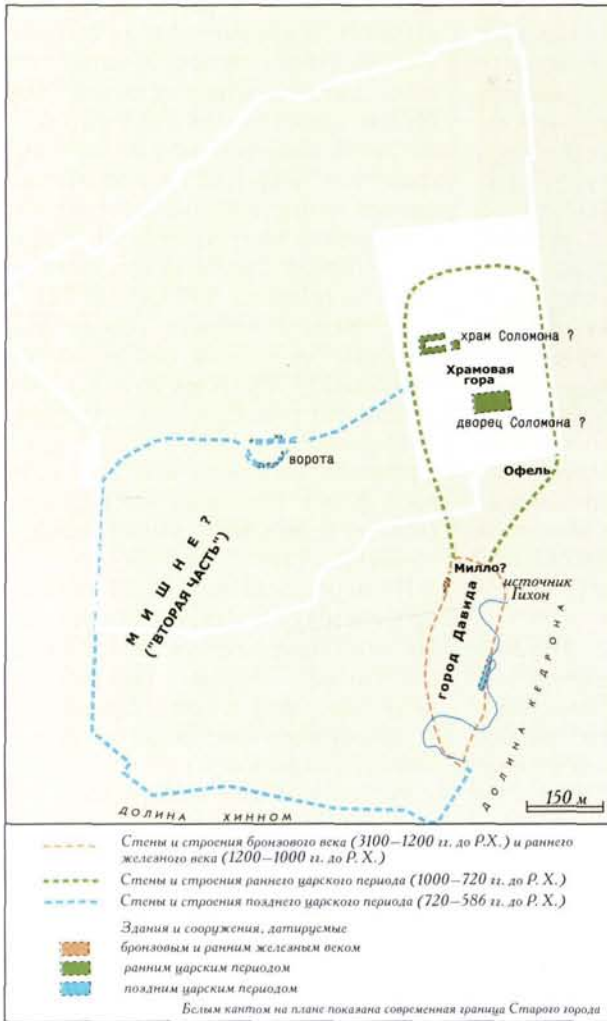 храм Соломона ?
Храмовая
гора
дворец Соломона ?
ворота
Офель
Милло?
источник
Гихон
город Давида
МИШНЕ?
("ВТОРАЯ ЧАСТЬ")
ДОЛИНА КЕДРОНА
150 м
ДОЛИНА ХИННОМ
Стены и строения бронзового века (3100–1200 гг. до Р.Х.) и раннего
железного века (1200–1000 гг. до Р. Х.)
Стены и строения раннего царского периода (1000–720 гг. до Р. Х.)
Стены и строения позднего царского периода (720–586 гг. до Р. Х.)
Здания и сооружения, датируемые
бронзовым и ранним железным веком
ранним царским периодом
поздним царским периодом
Белым кантом на плане показана современная граница Старого города